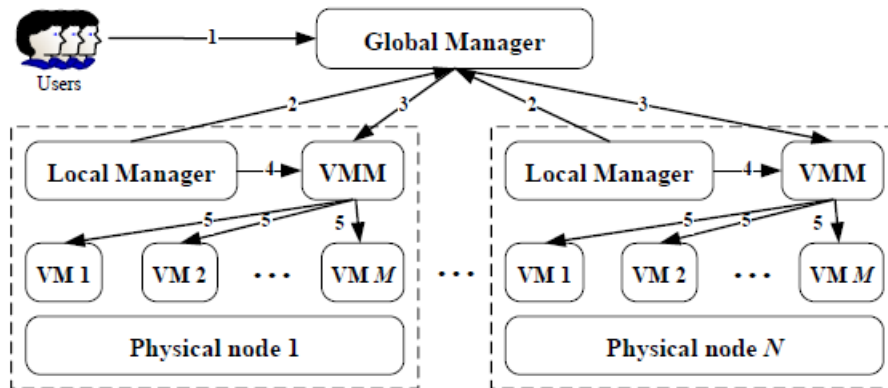 1
Global Manager
Users
2
3
2
3
Local Manager
4
VMM
Local Manager
4
VMM
5
5
5
5
5
5
VM 1
VM 2
...
VM M
...
VM 1
VM 2
...
VM M
Physical node 1
Physical node N